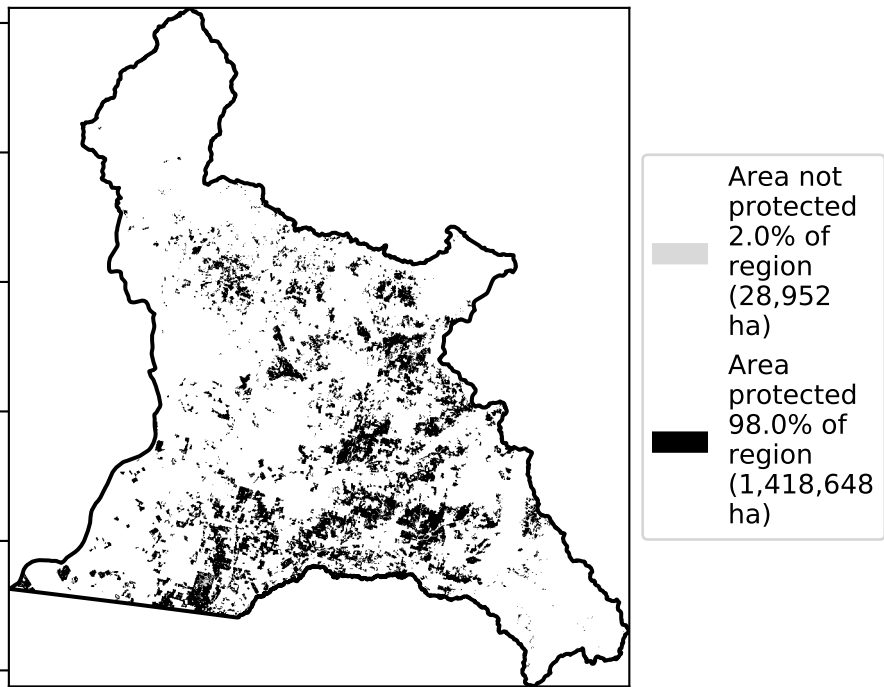 Area not
protected
2.0% of
region
(28,952
ha)
Area
protected
98.0% of
region
(1,418,648
ha)